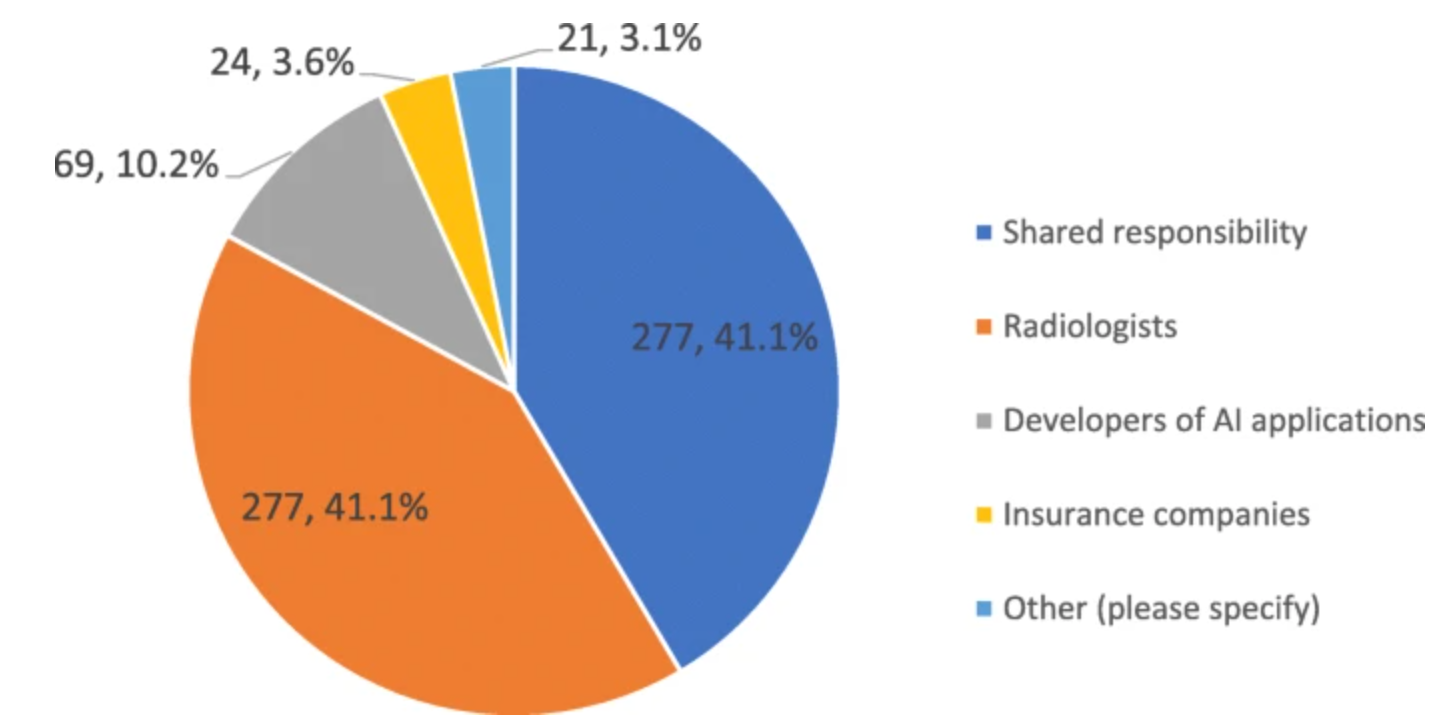 21, 3.1%
24, 3.6%
69, 10.2%
277, 41.1%
277, 41.1%
Shared responsibility
Radiologists
Developers of AI applications
Insurance companies
Other (please specify)